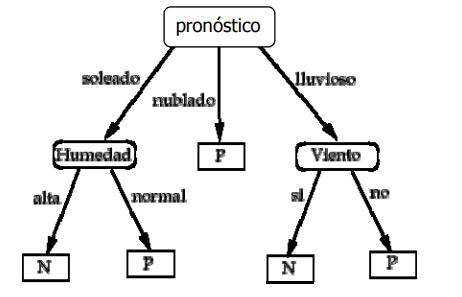 pronóstico
soleado
nublado
lluvioso
Humedad
P
Viento
alta
normal
si
no
N
P
N
P